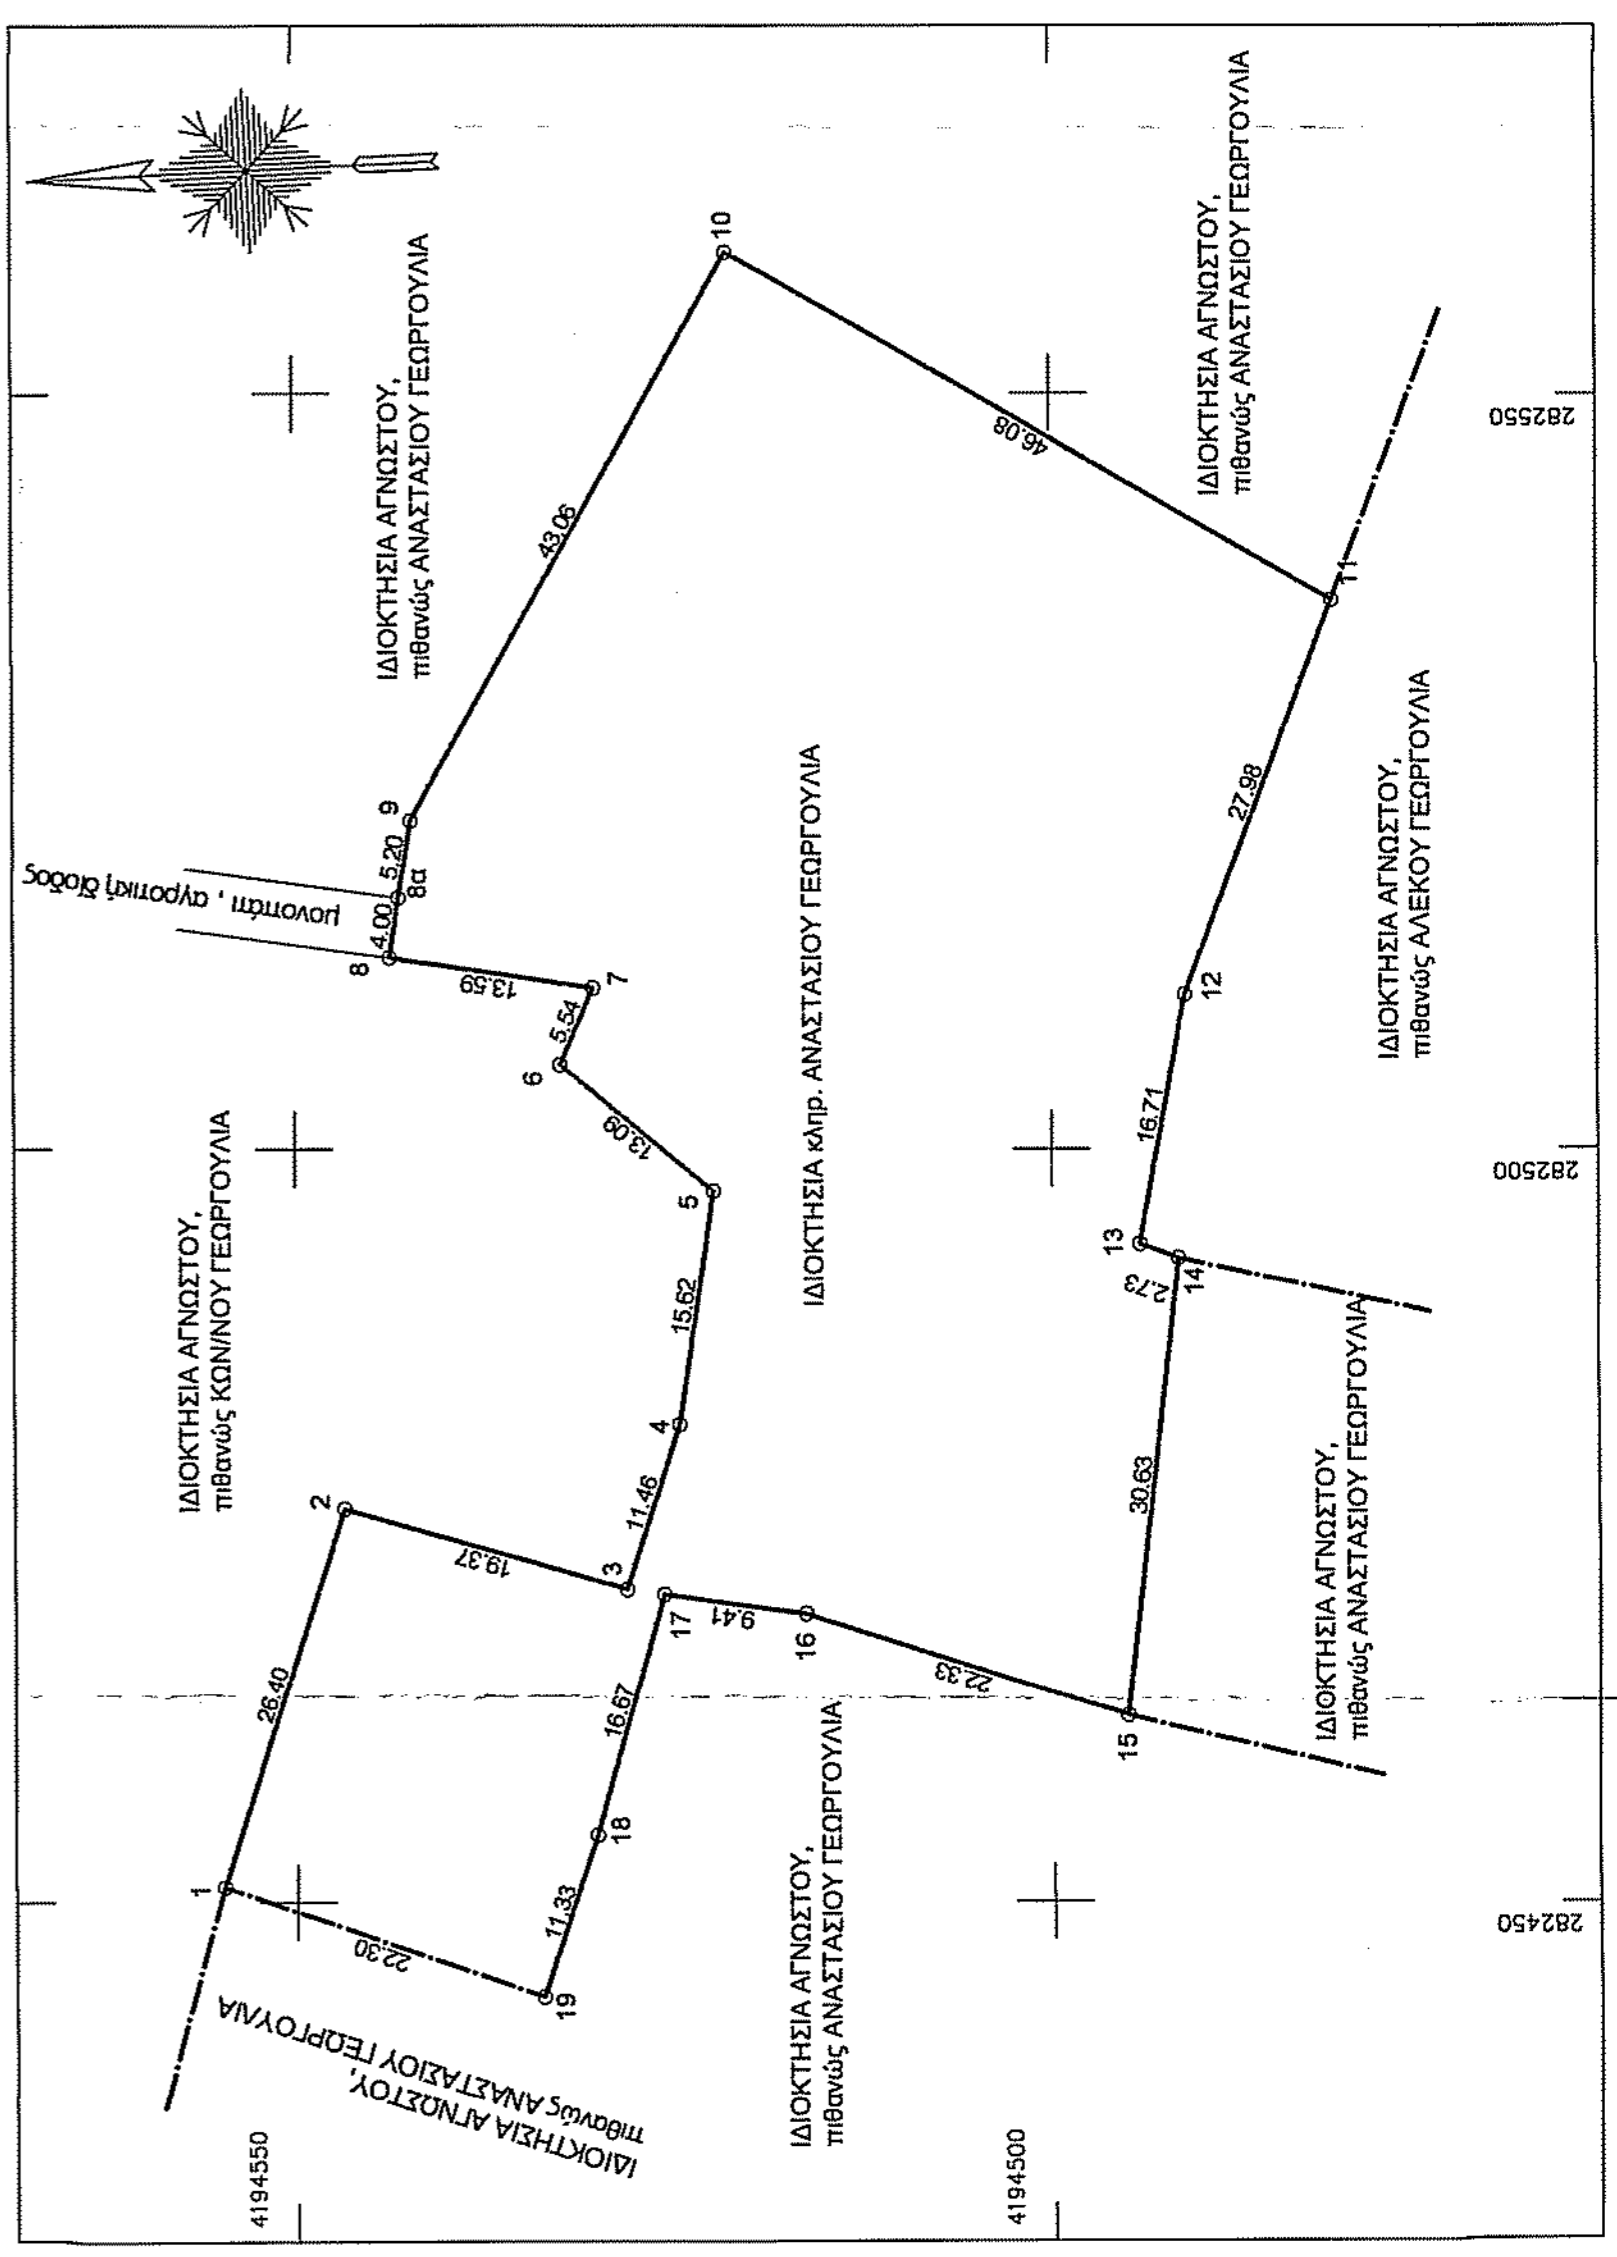 ΙΔΙΟΚΤΗΣΙΑ ΑΓΝΩΣΤΟΥ,
πιθανώς ΑΝΑΣΤΑΣΙΟΥ ΓΕΩΡΓΟΥΛΙΑ
4194550
4194500
ΙΔΙΟΚΤΗΣΙΑ ΑΓΝΩΣΤΟΥ,
πιθανώς ΚΩΝ/ΝΟΥ ΓΕΩΡΓΟΥΛΙΑ
μονοπάτι , αγροτική δίοδος
ΙΔΙΟΚΤΗΣΙΑ ΑΓΝΩΣΤΟΥ,
πιθανώς ΑΝΑΣΤΑΣΙΟΥ ΓΕΩΡΓΟΥΛΙΑ
ΙΔΙΟΚΤΗΣΙΑ κληρ. ΑΝΑΣΤΑΣΙΟΥ ΓΕΩΡΓΟΥΛΙΑ
ΙΔΙΟΚΤΗΣΙΑ ΑΓΝΩΣΤΟΥ,
πιθανώς ΑΝΑΣΤΑΣΙΟΥ ΓΕΩΡΓΟΥΛΙΑ
ΙΔΙΟΚΤΗΣΙΑ ΑΓΝΩΣΤΟΥ,
πιθανώς ΑΝΑΣΤΑΣΙΟΥ ΓΕΩΡΓΟΥΛΙΑ
ΙΔΙΟΚΤΗΣΙΑ ΑΓΝΩΣΤΟΥ,
πιθανώς ΑΛΕΚΟΥ ΓΕΩΡΓΟΥΛΙΑ
ΙΔΙΟΚΤΗΣΙΑ ΑΓΝΩΣΤΟΥ,
πιθανώς ΑΝΑΣΤΑΣΙΟΥ ΓΕΩΡΓΟΥΛΙΑ
282450
282500
282550
1
26.40
2
19.37
3
11.46
4
15.62
5
13.09
6
5.54
7
13.59
8
4.00
8α
5.20
9
43.06
10
46.08
11
27.98
12
16.71
13
2.73
14
30.63
15
22.33
16
9.41
17
16.67
18
11.33
19
22.30